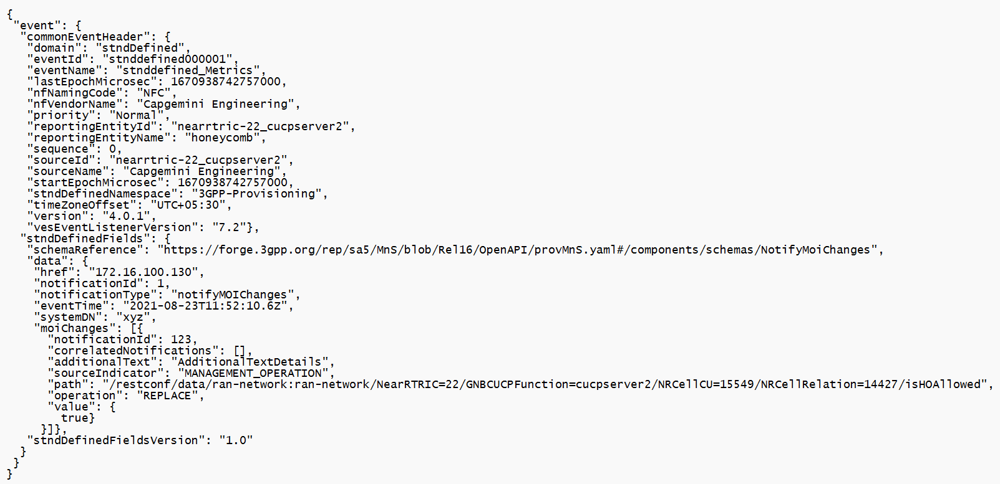 {
 "event": {
  "commonEventHeader": {
   "domain": "stndDefined",
   "eventId": "stnddefined000001",
   "eventName": "stnddefined_Metrics",
   "lastEpochMicrosec": 1670938742757000,
   "nfNamingCode": "NFC",
   "nfVendorName": "Capgemini Engineering",
   "priority": "Normal",
   "reportingEntityId": "nearrtric-22_cucpserver2",
   "reportingEntityName": "honeycomb",
   "sequence": 0,
   "sourceId": "nearrtric-22_cucpserver2",
   "sourceName": "Capgemini Engineering",
   "startEpochMicrosec": 1670938742757000,
   "stndDefinedNamespace": "3GPP-Provisioning",
   "timeZoneOffset": "UTC+05:30",
   "version": "4.0.1",
   "vesEventListenerVersion": "7.2"},
  "stndDefinedFields": {
   "schemaReference": "https://forge.3gpp.org/rep/sa5/MnS/blob/Rel16/OpenAPI/provMnS.yaml#/components/schemas/NotifyMoiChanges",
   "data": {
    "href": "172.16.100.130",
    "notificationId": 1,
    "notificationType": "notifyMOIChanges",
    "eventTime": "2021-08-23T11:52:10.6Z",
    "systemDN": "xyz",
    "moiChanges": [{
      "notificationId": 123,
      "correlatedNotifications": [],
      "additionalText": "AdditionalTextDetails",
      "sourceIndicator": "MANAGEMENT_OPERATION",
      "path": "/restconf/data/ran-network:ran-network/NearRTRIC=22/GNBCUCPFunction=cucpserver2/NRCellCU=15549/NRCellRelation=14427/isHOAllowed",
      "operation": "REPLACE",
      "value": {
        true}
     }]},
   "stndDefinedFieldsVersion": "1.0"
  }
 }
}